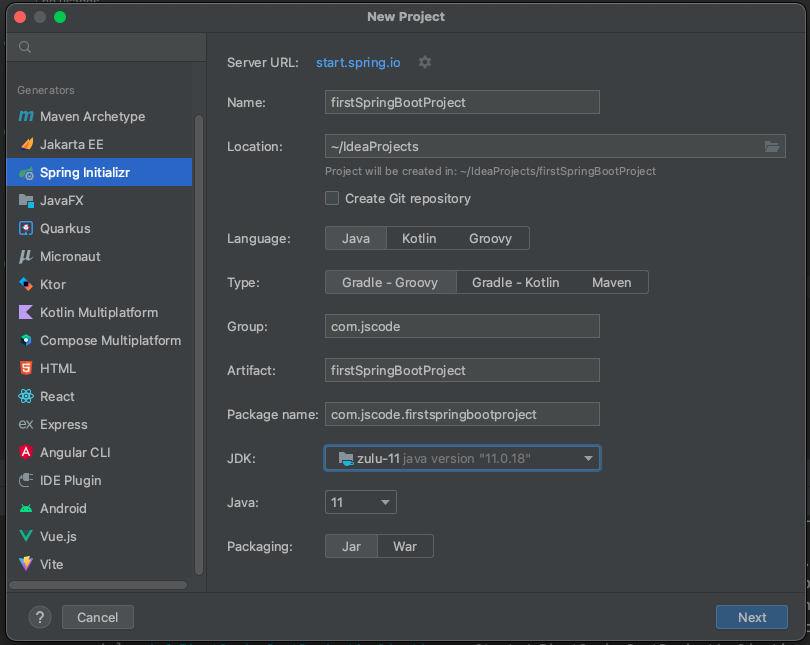 New Project
Generators
Maven Archetype
Jakarta EE
Spring Initializr
JavaFX
Quarkus
Micronaut
Ktor
Kotlin Multiplatform
Compose Multiplatform
HTML
React
ex Express
Angular CLI
IDE Plugin
Android
Vue.js
Vite
Server URL: start.spring.io
Name: firstSpringBootProject
Location: ~/IdeaProjects
Project will be created in: ~/IdeaProjects/firstSpringBootProject
Create Git repository
Language: Java Kotlin Groovy
Type: Gradle - Groovy Gradle - Kotlin Maven
Group: com.jscode
Artifact: firstSpringBootProject
Package name: com.jscode.firstspringbootproject
JDK: zulu-11 java version "11.0.18"
Java: 11
Packaging: Jar War
? Cancel Next